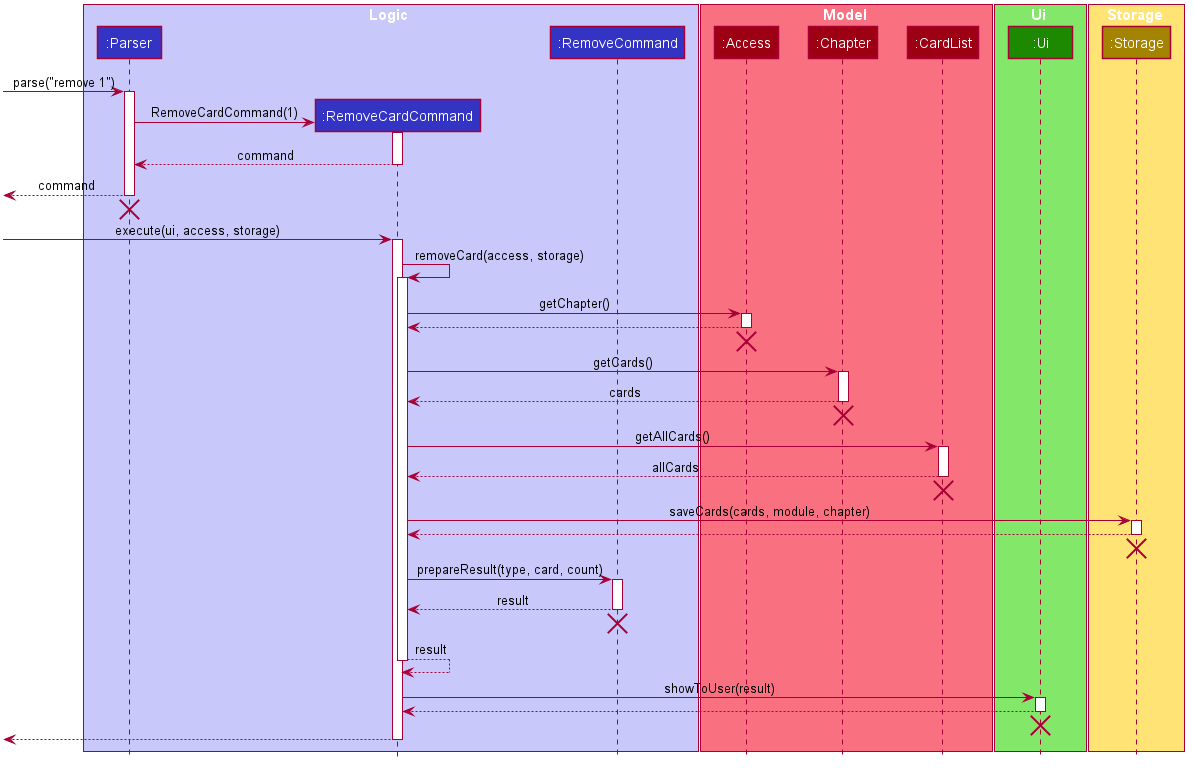 Logic
Model
Ui
Storage
:Parser
:RemoveCommand
:Access
:Chapter
:CardList
:Ui
:Storage
parse("remove 1")
RemoveCardCommand(1)
:RemoveCardCommand
command
command
execute(ui, access, storage)
removeCard(access, storage)
getChapter()
getCards()
cards
getAllCards()
allCards
saveCards(cards, module, chapter)
prepareResult(type, card, count)
result
result
showToUser(result)